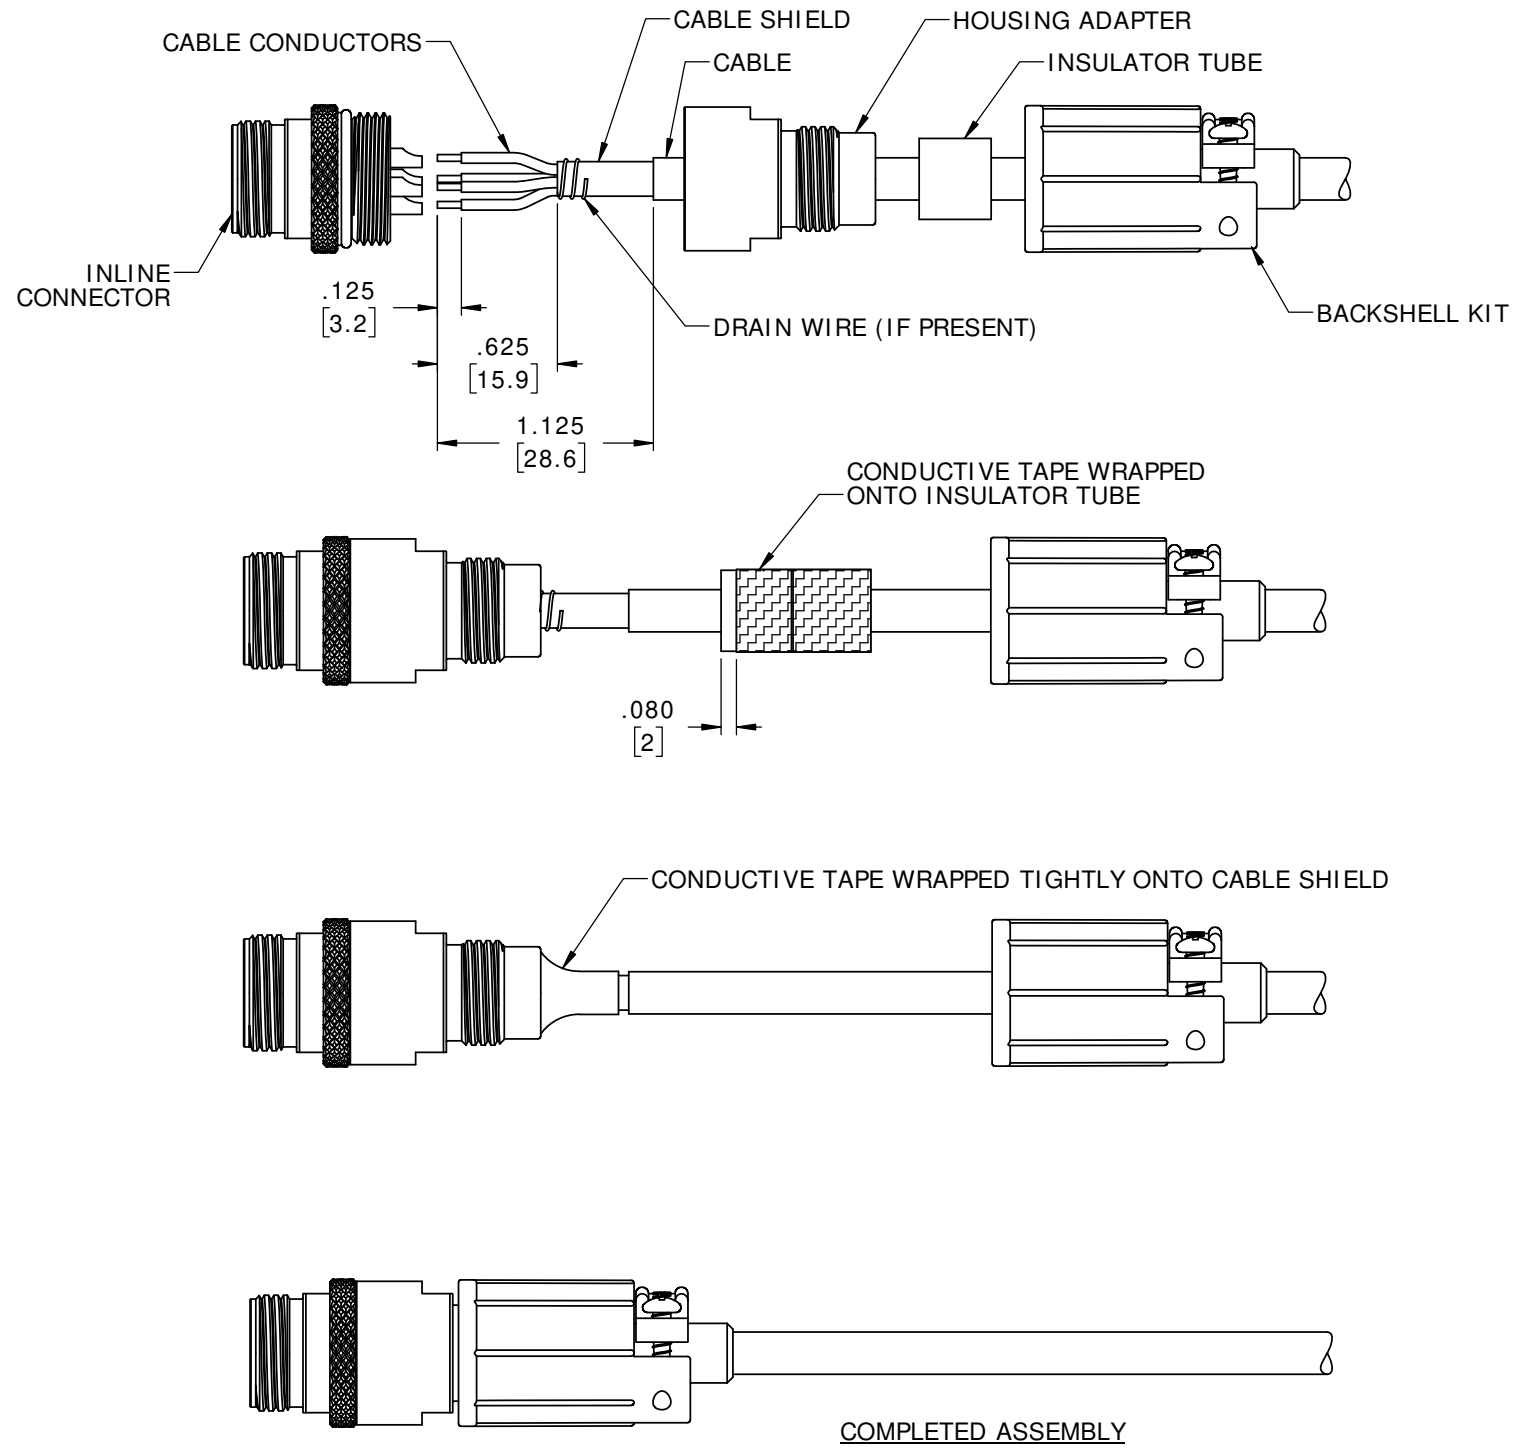 CABLE SHIELD
HOUSING ADAPTER
CABLE CONDUCTORS
CABLE
INSULATOR TUBE
INLINE
CONNECTOR
.125
[3.2]
BACKSHELL KIT
DRAIN WIRE (IF PRESENT)
.625
[15.9]
1.125
[28.6]
CONDUCTIVE TAPE WRAPPED
ONTO INSULATOR TUBE
.080
[2]
CONDUCTIVE TAPE WRAPPED TIGHTLY ONTO CABLE SHIELD
COMPLETED ASSEMBLY